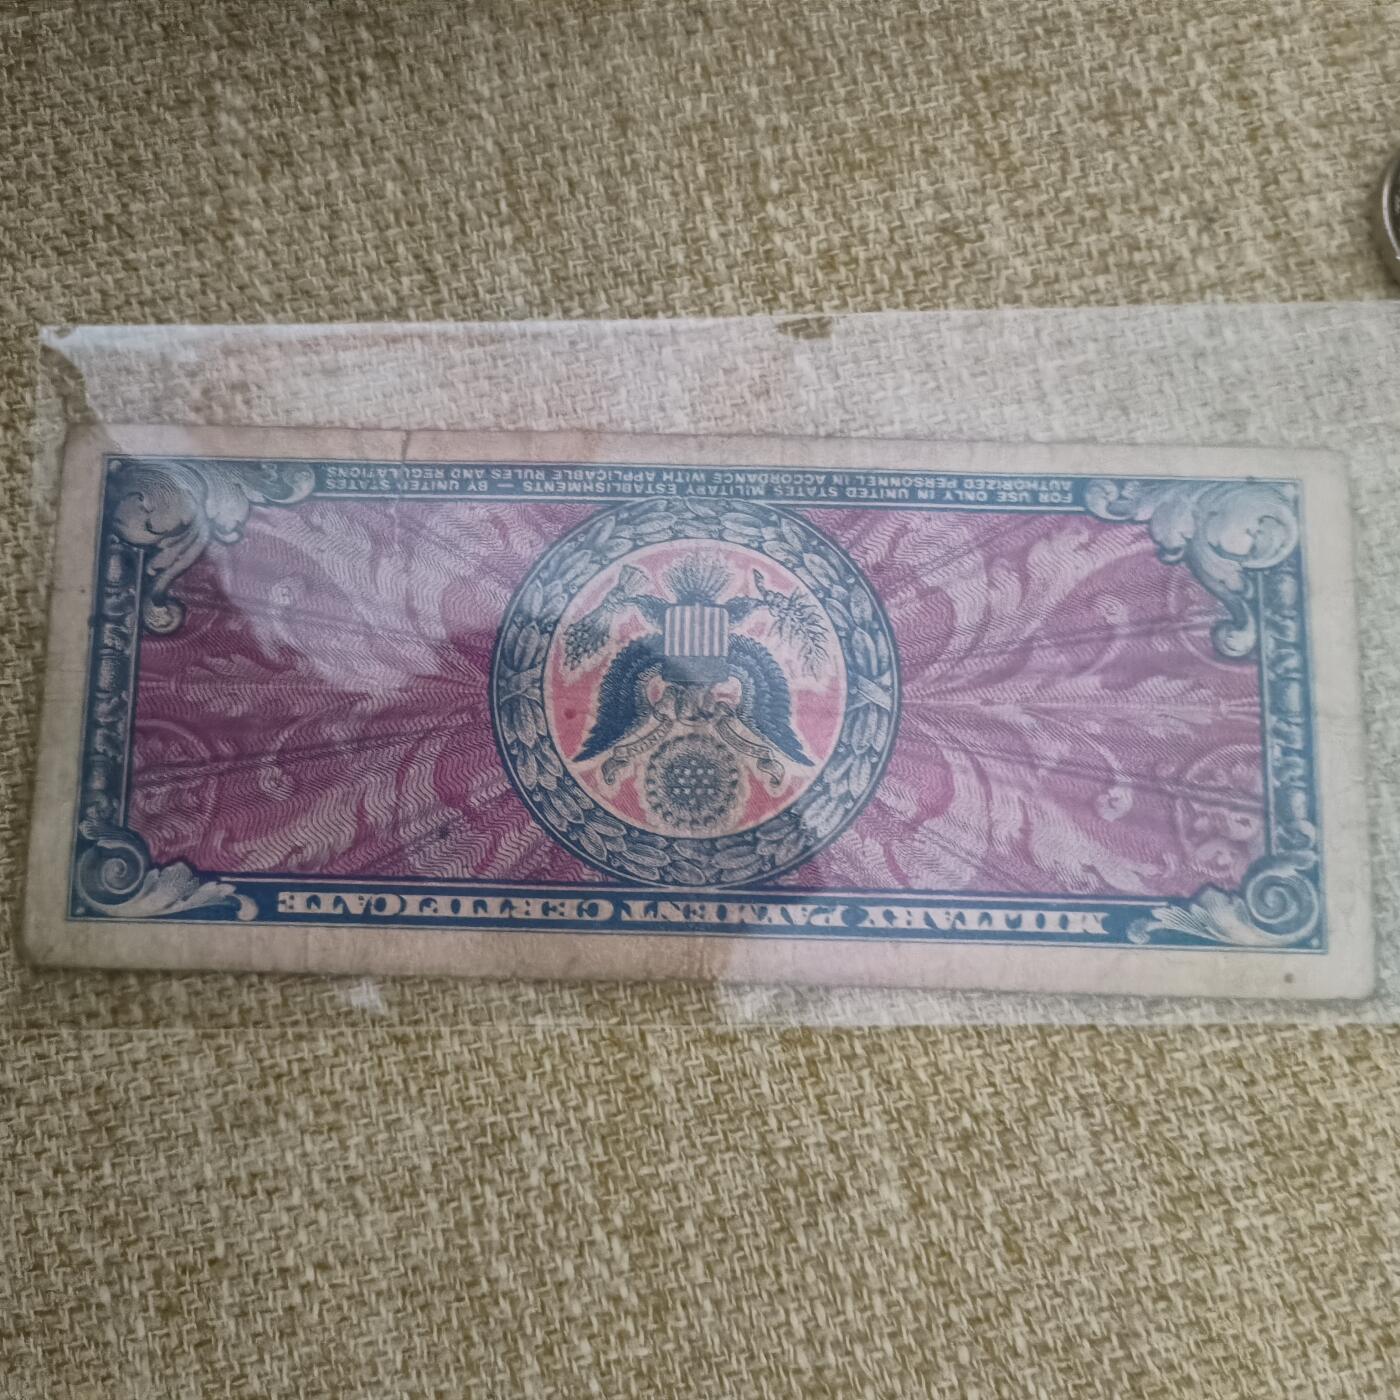 MILITARY PAYMENT CERTIFICATE
FOR USE ONLY IN UNITED STATES MILITARY ESTABLISHMENTS — BY UNITED STATES
AUTHORIZED PERSONNEL IN ACCORDANCE WITH APPLICABLE RULES AND REGULATIONS